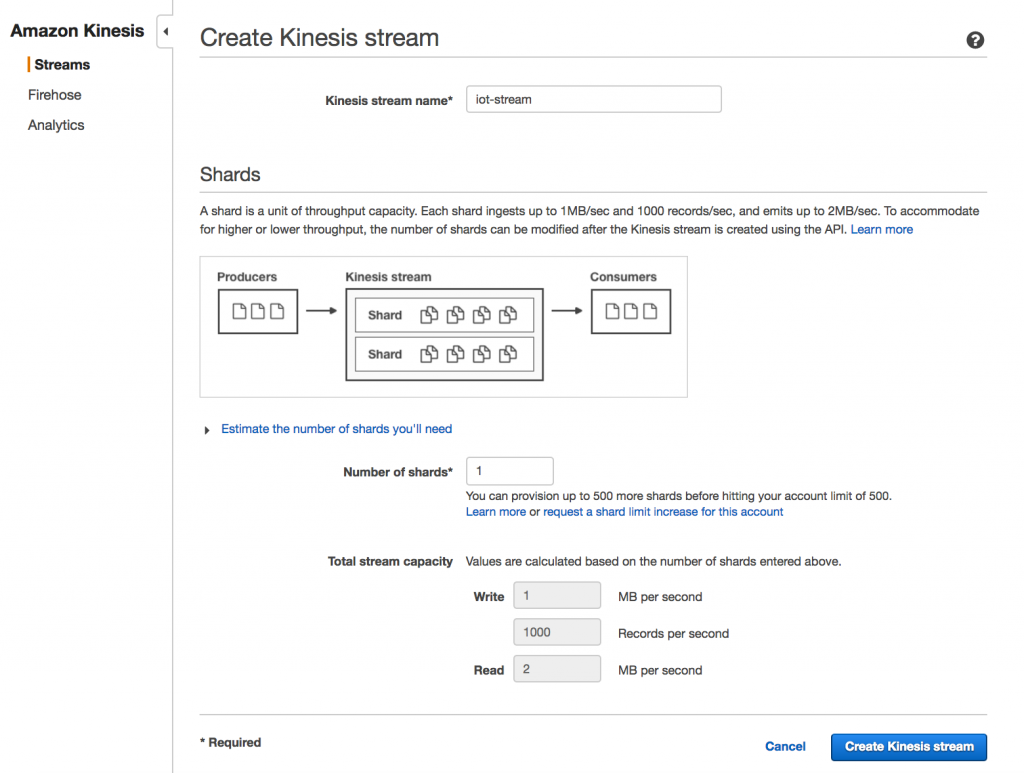 Amazon Kinesis
Streams
Firehose
Analytics
Create Kinesis stream
?
Kinesis stream name* iot-stream
Shards
A shard is a unit of throughput capacity. Each shard ingests up to 1MB/sec and 1000 records/sec, and emits up to 2MB/sec. To accommodate
for higher or lower throughput, the number of shards can be modified after the Kinesis stream is created using the API. Learn more
Producers Kinesis stream Consumers
Shard
Shard
Estimate the number of shards you'll need
Number of shards* 1
You can provision up to 500 more shards before hitting your account limit of 500.
Learn more or request a shard limit increase for this account
Total stream capacity Values are calculated based on the number of shards entered above.
Write 1 MB per second
1000 Records per second
Read 2 MB per second
* Required
Cancel Create Kinesis stream